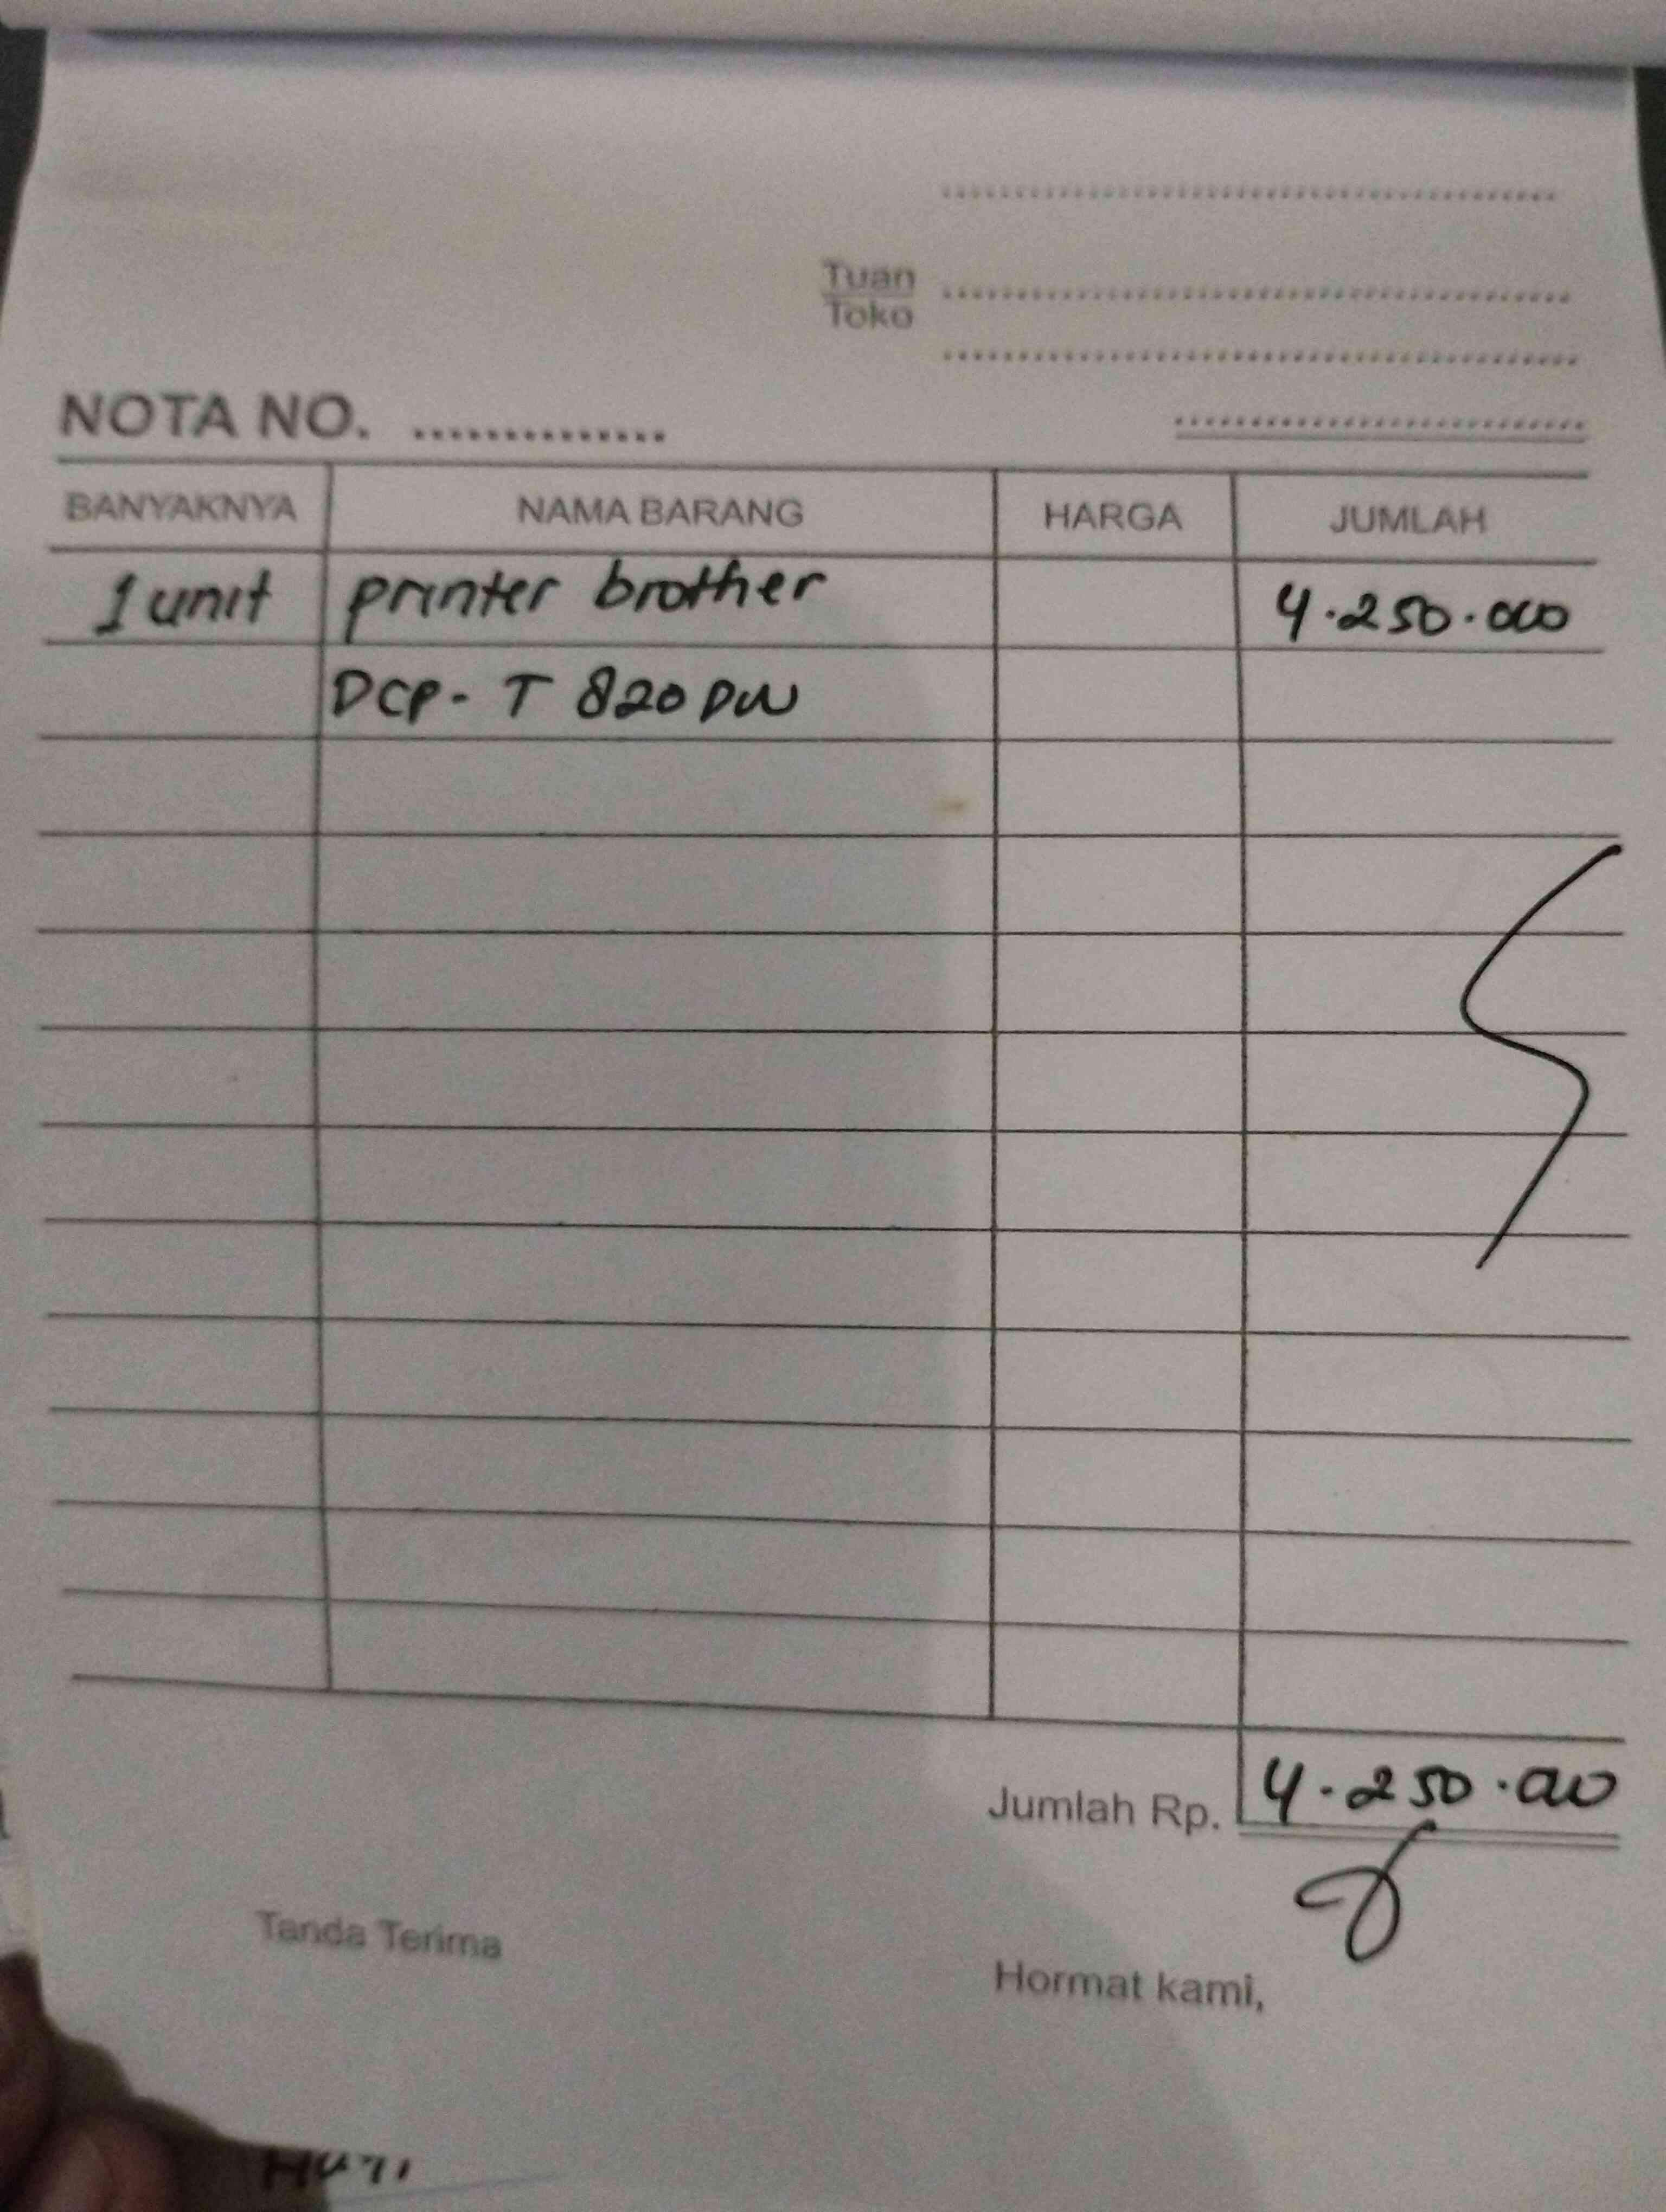 Tuan
Toko
NOTA NO. ..............
BANYAKNYA NAMA BARANG HARGA JUMLAH
1 unit printer brother 4.250.000
DCP- T 820 DW
Jumlah Rp. 4.250.000
Tanda Terima
Hormat kami,